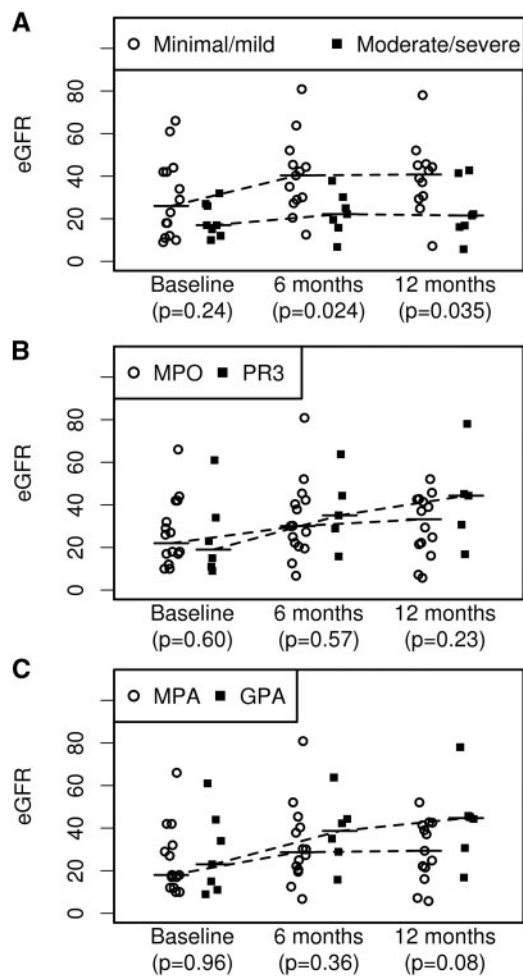 A
Minimal/mild Moderate/severe
eGFR
80
60
40
20
0
Baseline 6 months 12 months
(p=0.24) (p=0.024) (p=0.035)
B
MPO PR3
eGFR
80
60
40
20
0
Baseline 6 months 12 months
(p=0.60) (p=0.57) (p=0.23)
C
MPA GPA
eGFR
80
60
40
20
0
Baseline 6 months 12 months
(p=0.96) (p=0.36) (p=0.08)